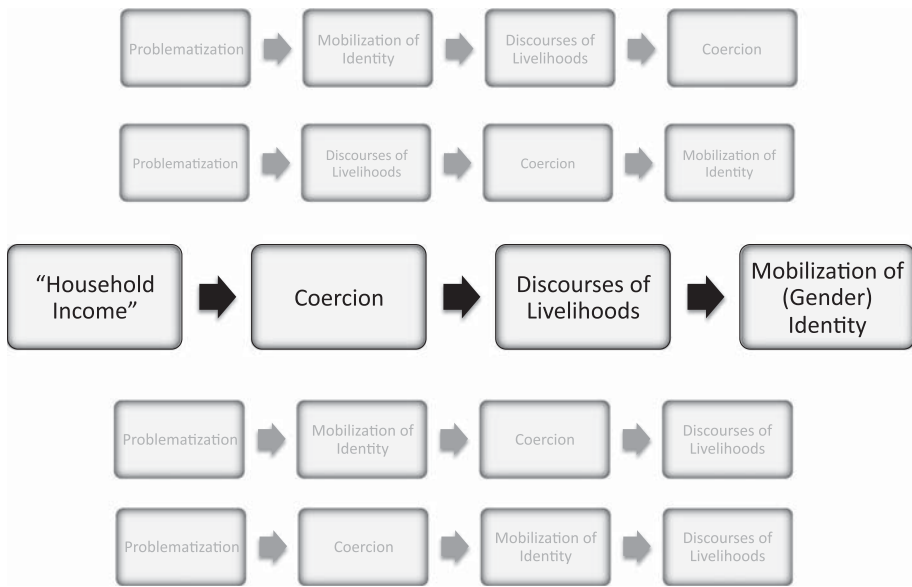 Problematization
Mobilization of
Identity
Discourses of
Livelihoods
Coercion
Problematization
Discourses of
Livelihoods
Coercion
Mobilization of
Identity
“Household
Income”
Coercion
Discourses of
Livelihoods
Mobilization of
(Gender)
Identity
Problematization
Mobilization of
Identity
Coercion
Discourses of
Livelihoods
Problematization
Coercion
Mobilization of
Identity
Discourses of
Livelihoods